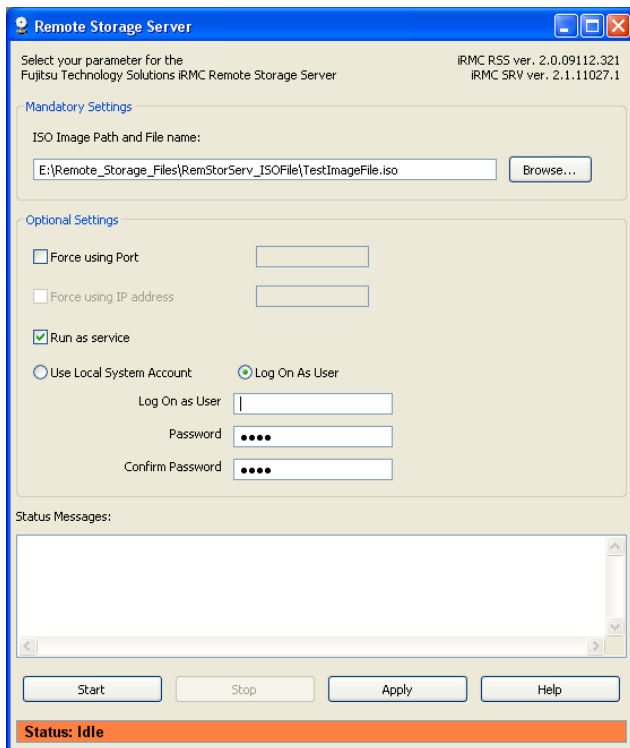 Remote Storage Server
Select your parameter for the
Fujitsu Technology Solutions iRMC Remote Storage Server
iRMC RSS ver. 2.0.09112.321
iRMC SRV ver. 2.1.11027.1
Mandatory Settings
ISO Image Path and File name:
E:\Remote_Storage_Files\RemStorServ_ISOFile\TestImageFile.iso
Browse...
Optional Settings
Force using Port
Force using IP address
Run as service
Use Local System Account
Log On As User
Log On as User
Password
••••
Confirm Password
••••
Status Messages:
Start
Stop
Apply
Help
Status: Idle